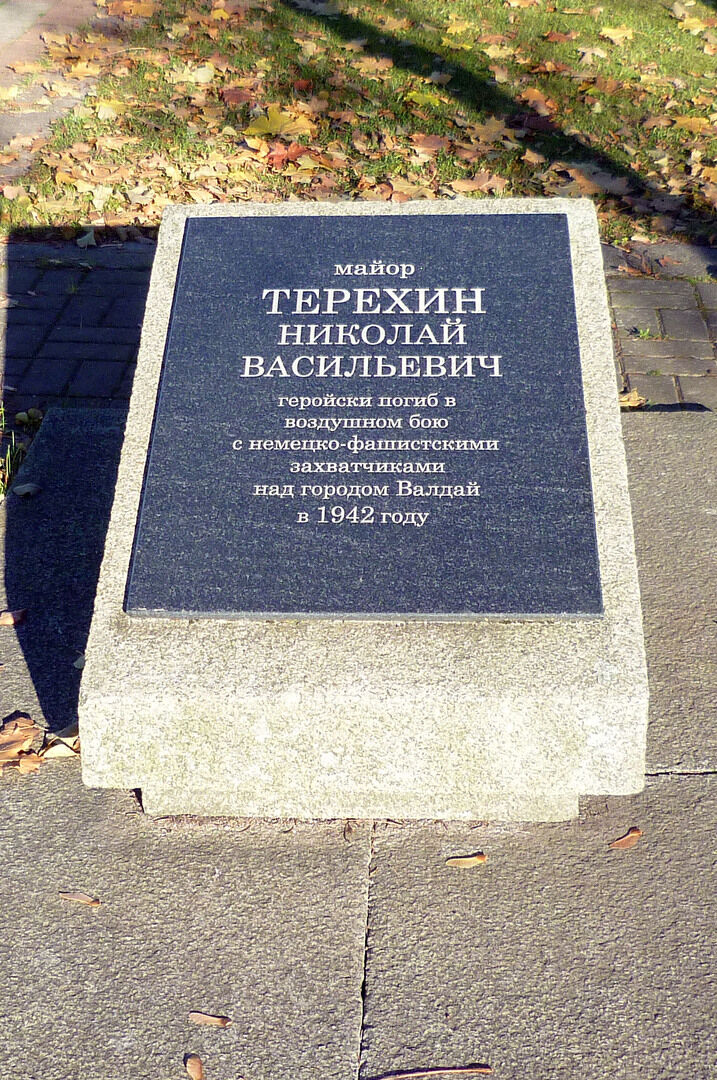 майор
ТЕРЕХИН
НИКОЛАЙ
ВАСИЛЬЕВИЧ
геройски погиб в
воздушном бою
с немецко-фашистскими
захватчиками
над городом Валдай
в 1942 году